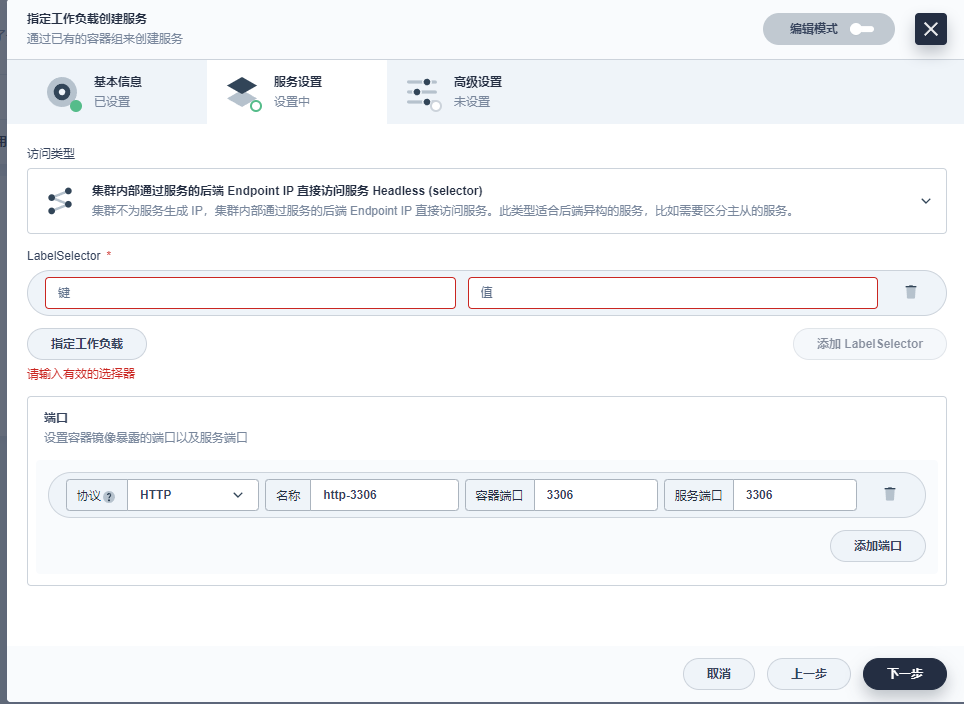 指定工作负载创建服务
通过已有的容器组来创建服务
编辑模式
基本信息
已设置
服务设置
设置中
高级设置
未设置
访问类型
集群内部通过服务的后端 Endpoint IP 直接访问服务 Headless (selector)
集群不为服务生成 IP，集群内部通过服务的后端 Endpoint IP 直接访问服务。此类型适合后端异构的服务，比如需要区分主从的服务。
LabelSelector *
键 值
指定工作负载 添加 LabelSelector
请输入有效的选择器
端口
设置容器镜像暴露的端口以及服务端口
协议 ? HTTP 名称 http-3306 容器端口 3306 服务端口 3306
添加端口
取消 上一步 下一步